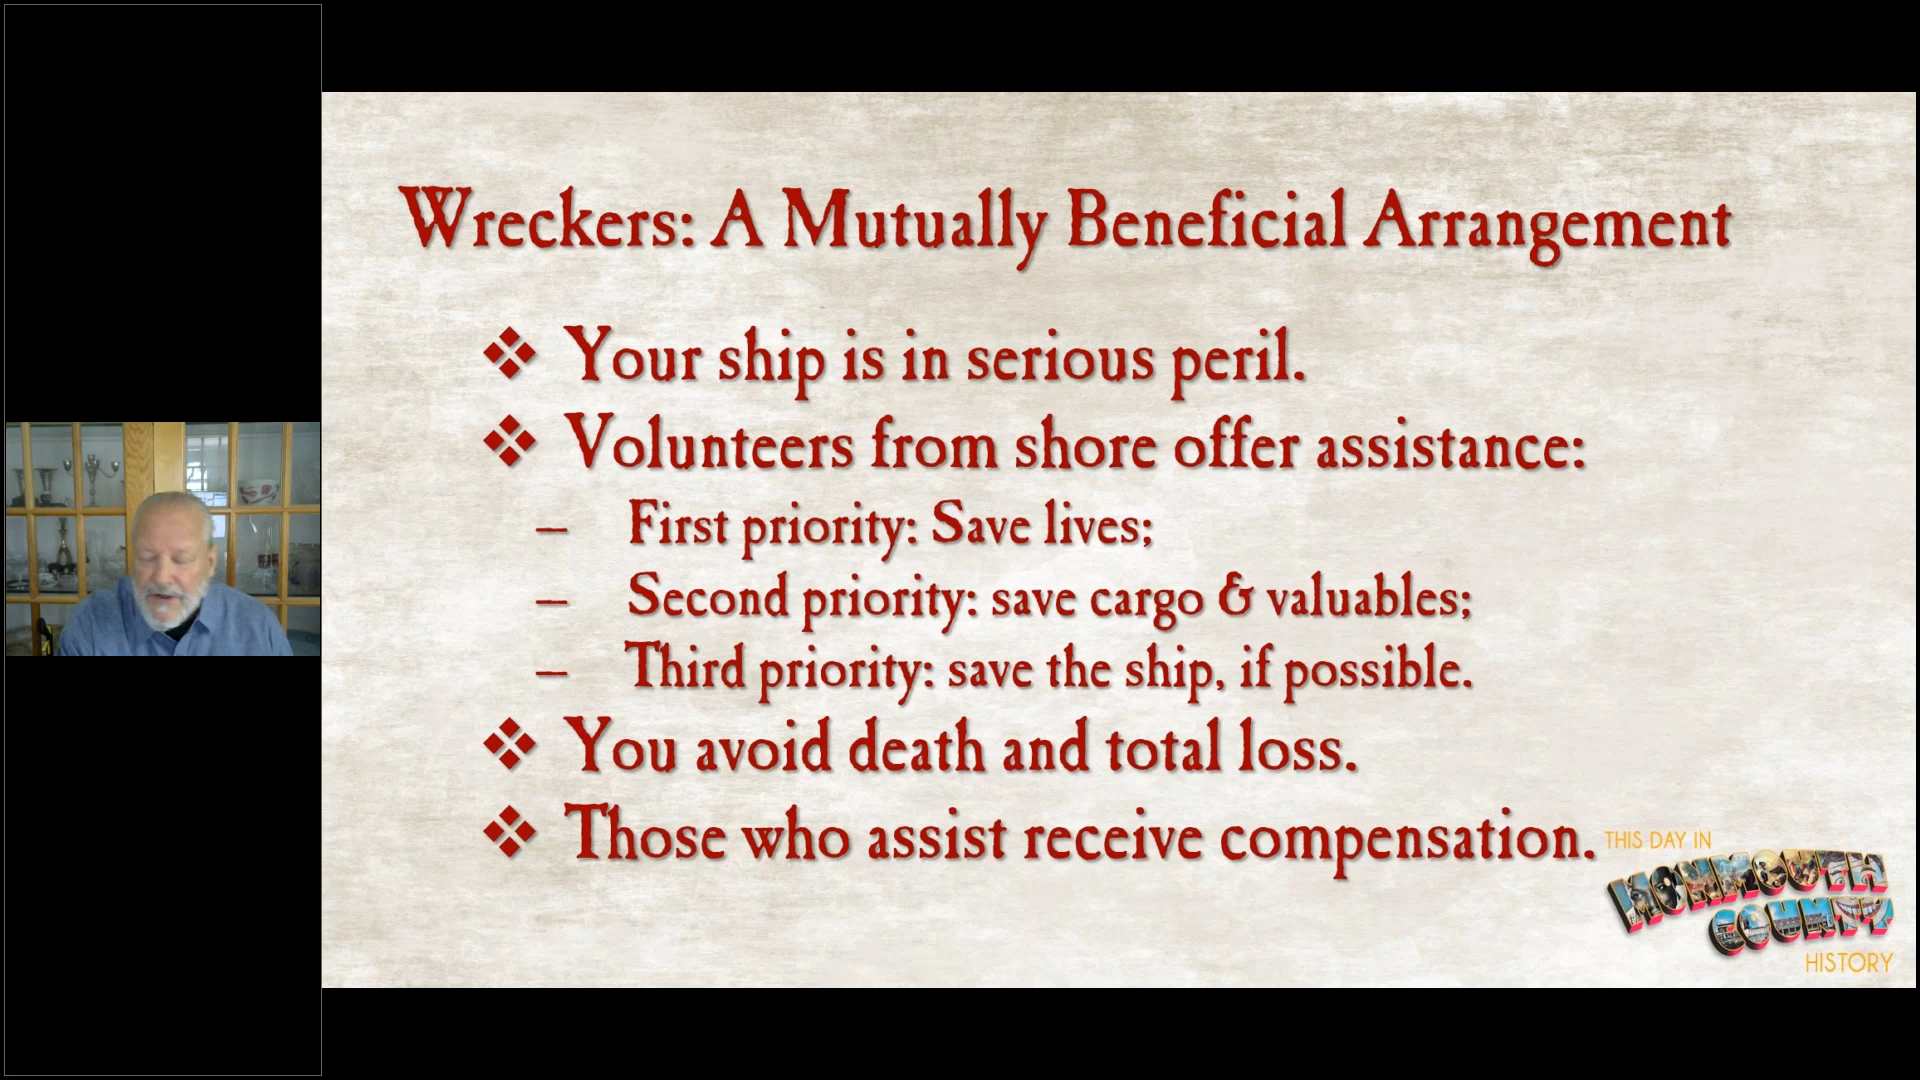 Wreckers: A Mutually Beneficial Arrangement
❖ Your ship is in serious peril.
❖ Volunteers from shore offer assistance:
– First priority: Save lives;
– Second priority: save cargo & valuables;
– Third priority: save the ship, if possible.
❖ You avoid death and total loss.
❖ Those who assist receive compensation.
THIS DAY IN
MONMOUTH
COUNTY
HISTORY